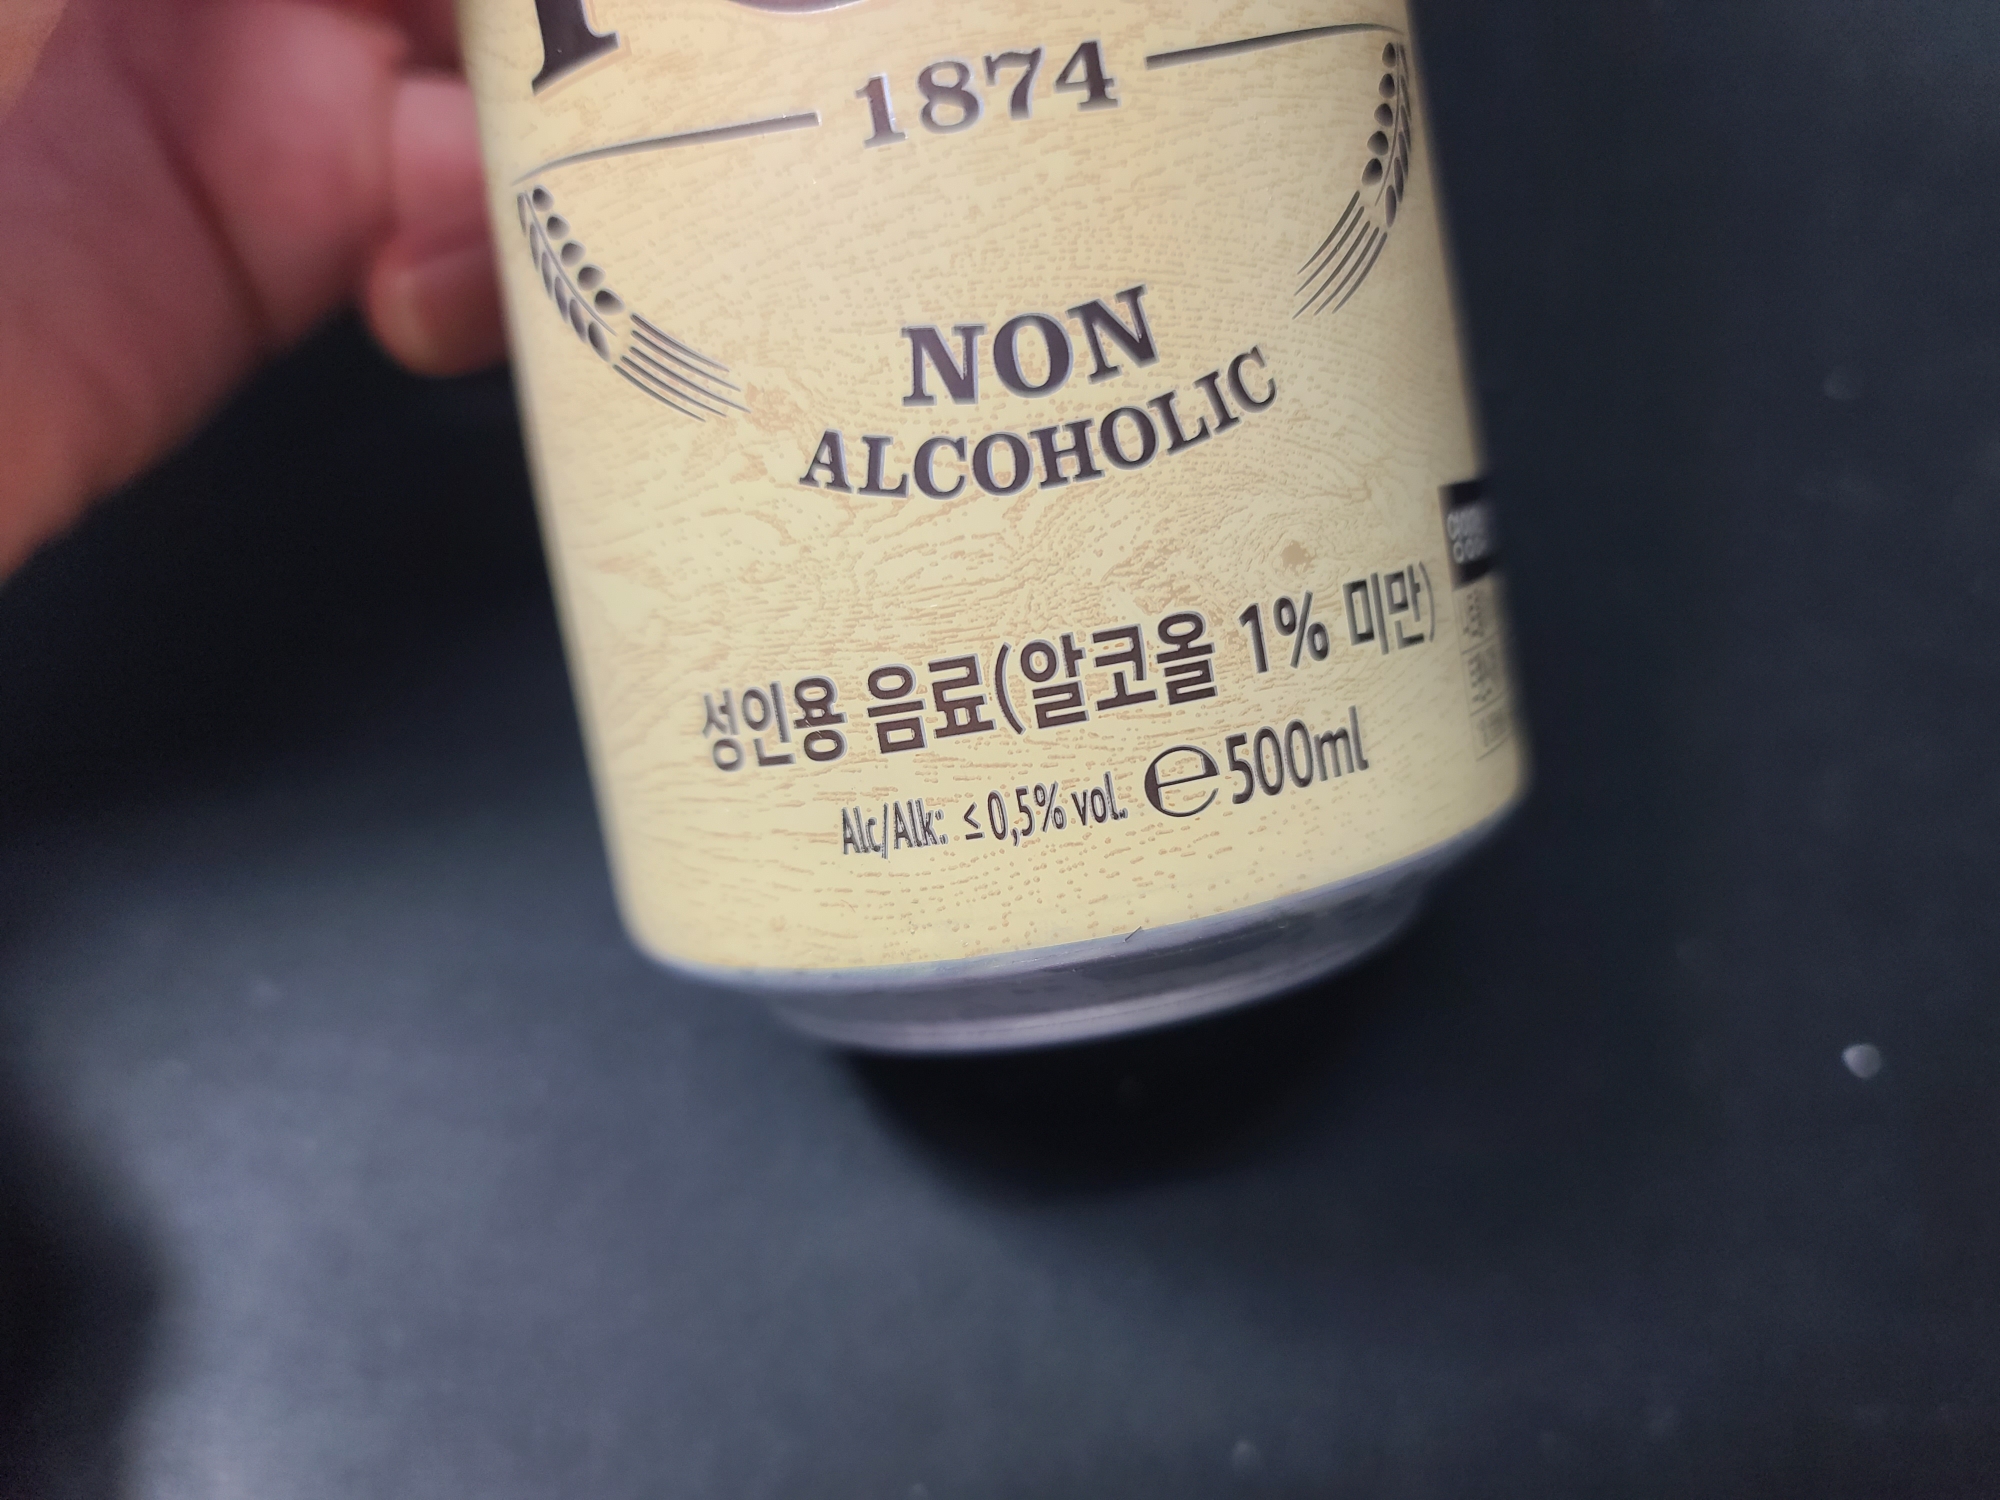 1874
NON
ALCOHOLIC
성인용 음료(알코올 1% 미만)
Alc/Alk: ≤0,5% vol. ℮500ml